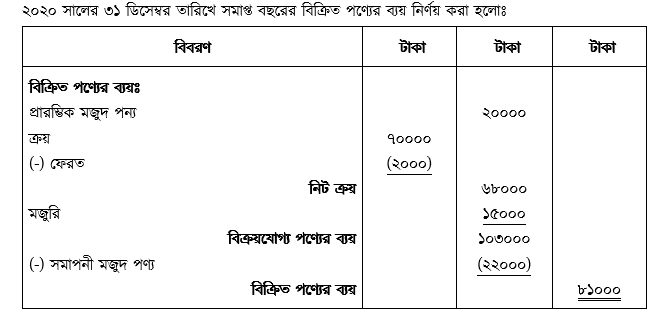 ২০২০ সালের ৩১ ডিসেম্বর তারিখে সমাপ্ত বছরের বিক্রিত পণ্যের ব্যয় নির্ণয় করা হলোঃ
বিবরণ টাকা টাকা টাকা
বিক্রিত পণ্যের ব্যয়ঃ
প্রারম্ভিক মজুদ পন্য ২০০০০
ক্রয় ৭০০০০
(-) ফেরত (২০০০)
নিট ক্রয় ৬৮০০০
মজুরি ১৫০০০
বিক্রয়যোগ্য পণ্যের ব্যয় ১০৩০০০
(-) সমাপনী মজুদ পণ্য (২২০০০)
বিক্রিত পণ্যের ব্যয় ৮১০০০